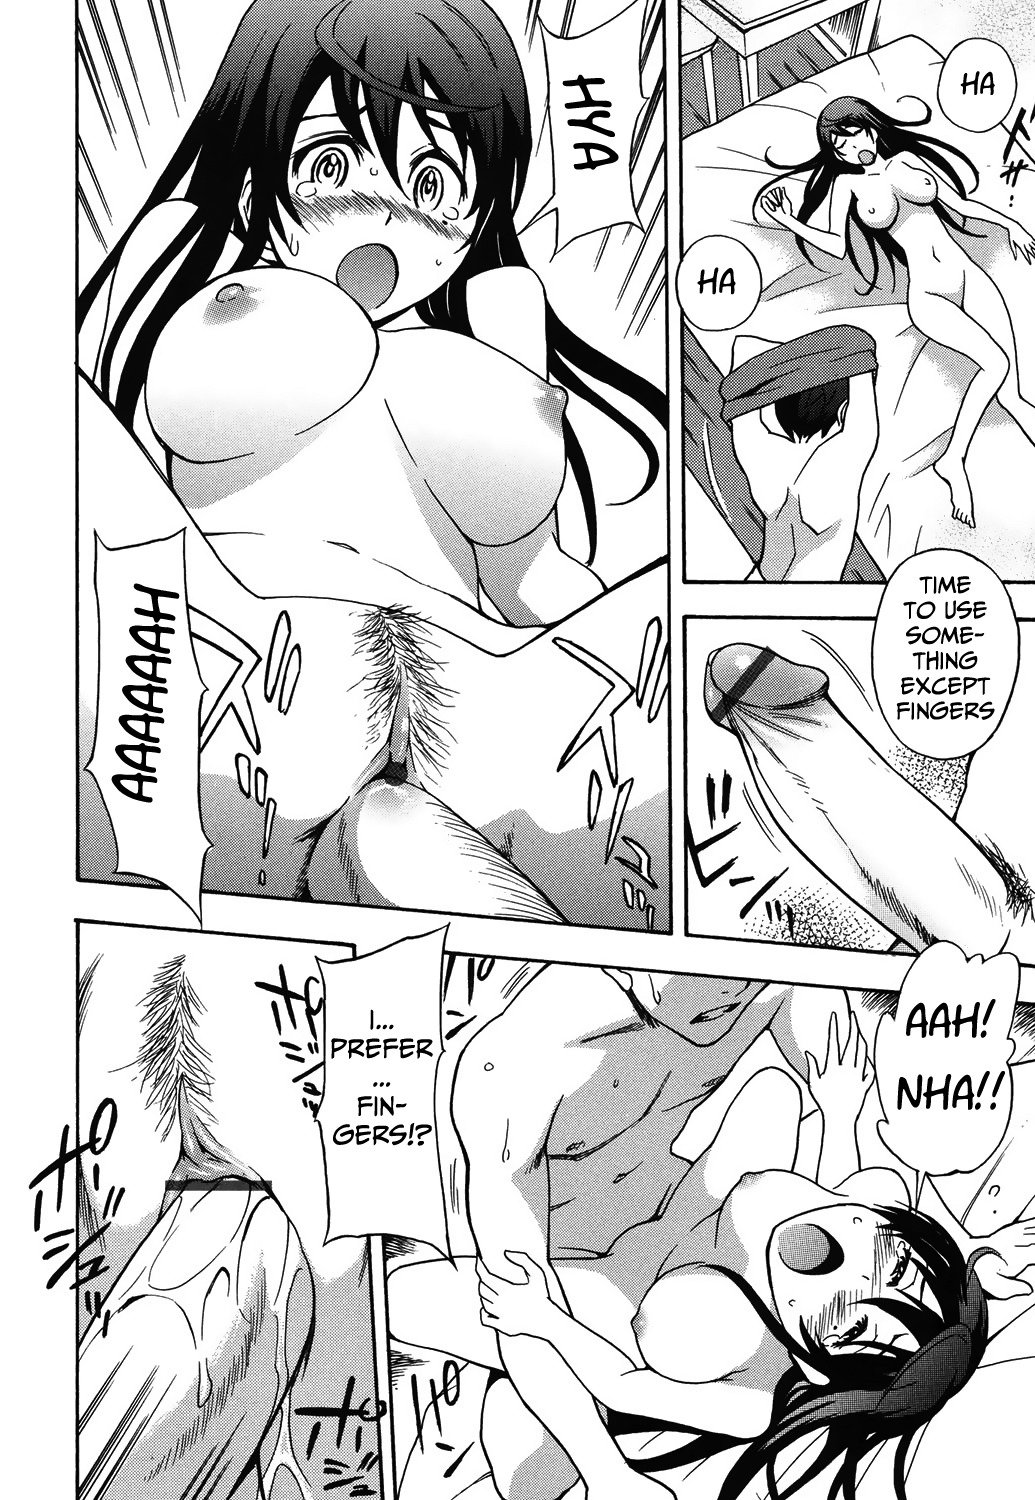 HA
HA
TIME
TO USE
SOME-
THING
EXCEPT
FINGERS
HYA
AAAAAAH
AAH!
NHA!!
I...
PREFER
...
FIN-
GERS!?